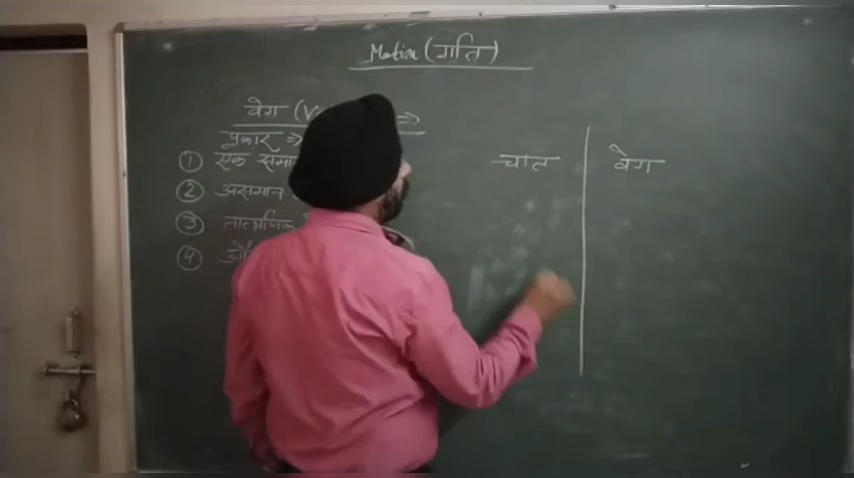 Motion (गति)
वेग (V =>
प्रकार =>
① एक समा
② असमान
③ तात्क्षणिक
④ औ
चाल
वेग